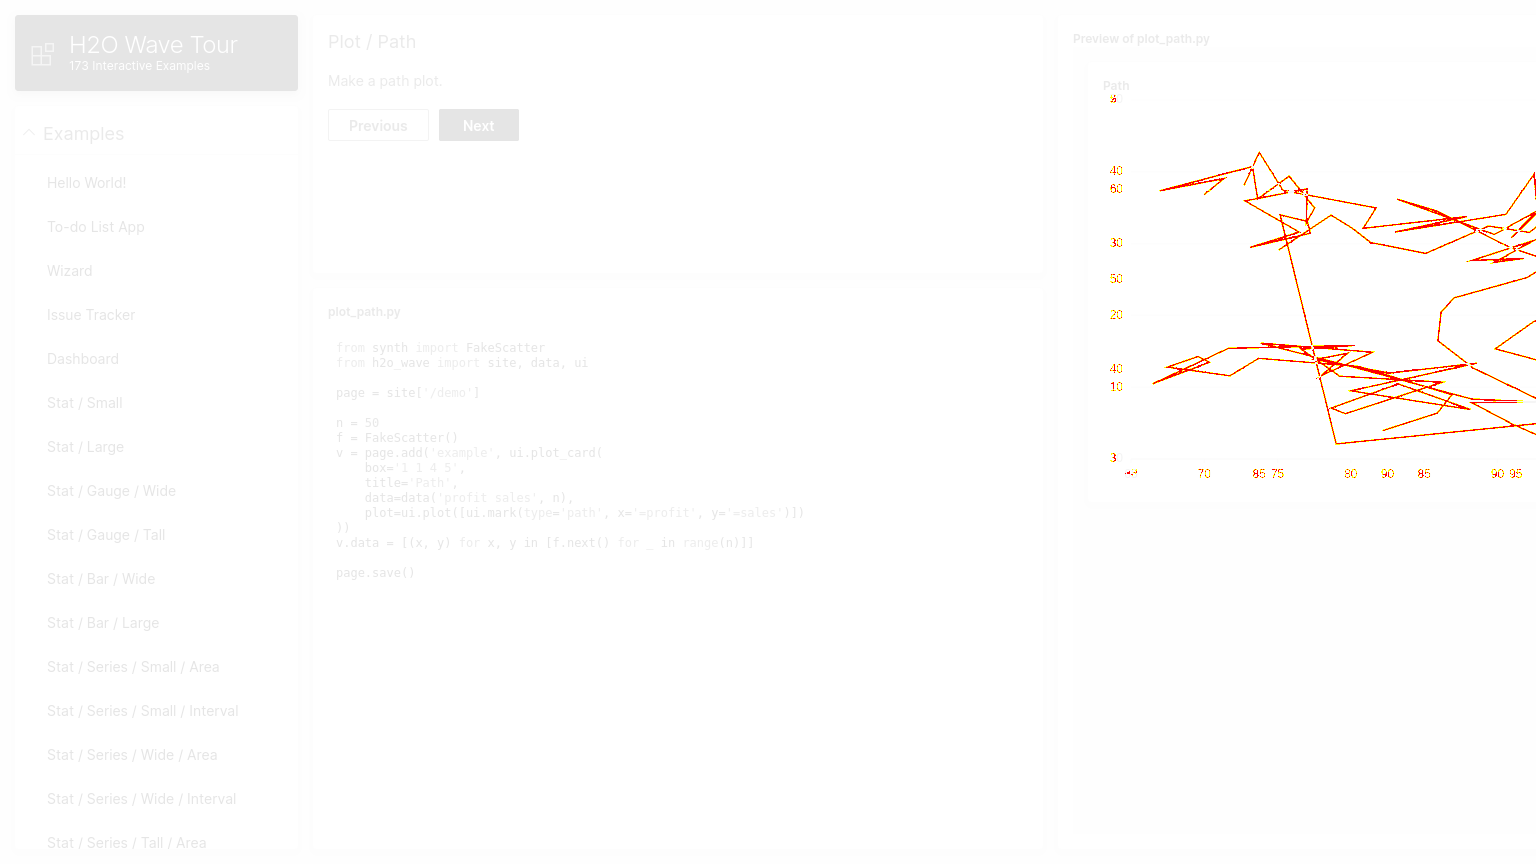 H2O Wave Tour
173 Interactive Examples
Examples
Hello World!
To-do List App
Wizard
Issue Tracker
Dashboard
Stat / Small
Stat / Large
Stat / Gauge / Wide
Stat / Gauge / Tall
Stat / Bar / Wide
Stat / Bar / Large
Stat / Series / Small / Area
Stat / Series / Small / Interval
Stat / Series / Wide / Area
Stat / Series / Wide / Interval
Stat / Series / Tall / Area
Plot / Path
Make a path plot.
Previous
Next
plot_path.py
from synth import FakeScatter
from h2o_wave import site, data, ui
page = site['/demo']
n = 50
f = FakeScatter()
v = page.add('example', ui.plot_card(
box='1 1 4 5',
title='Path',
data=data('profit sales', n),
plot=ui.plot([ui.mark(type='path', x='=profit', y='=sales')])
))
v.data = [(x, y) for x, y in [f.next() for _ in range(n)]]
page.save()
Preview of plot_path.py
Path
40
60
30
50
20
40
10
70 85 75 80 90 85 90 95